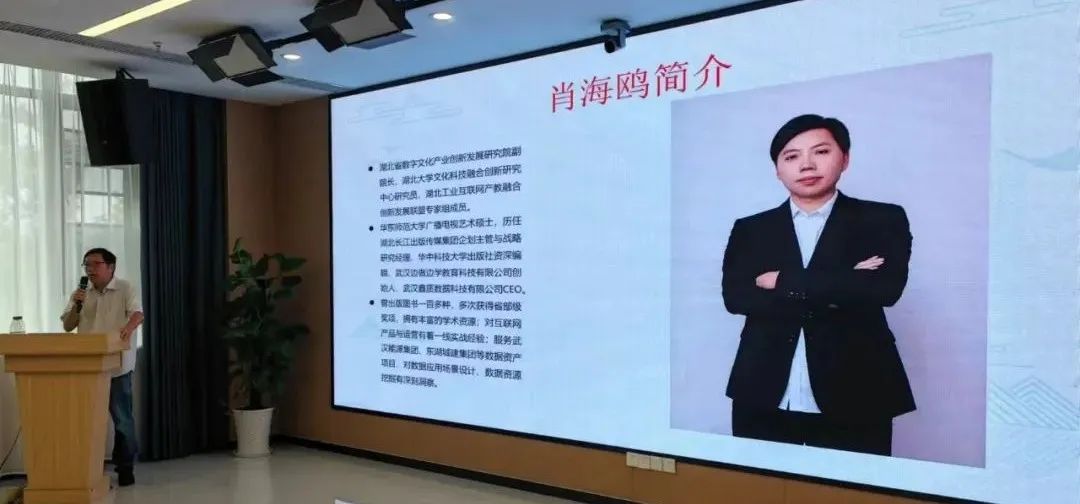 肖海鸥简介
湖北省数字文化产业创新发展研究院副
院长，湖北大学文化科技融合创新研究
中心研究员，湖北工业互联网产教融合
创新发展联盟专家组成员。
华东师范大学广播电视艺术硕士，历任
湖北长江出版传媒集团企划主管与战略
研究经理、华中科技大学出版社资深编
辑、武汉边做边学教育科技有限公司创
始人、武汉鑫质数据科技有限公司CEO。
曾出版图书一百多种，多次获得省部级
奖项，拥有丰富的学术资源；对互联网
产品与运营有着一线实战经验；服务武
汉能源集团、东湖城建集团等数据资产
项目，对数据应用场景设计、数据资源
挖掘有深刻洞察。